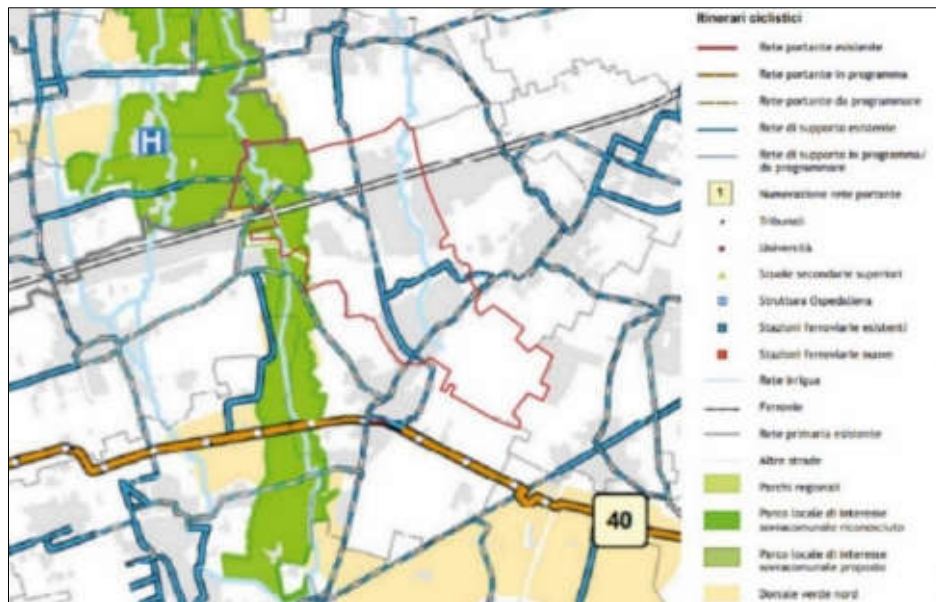 Itinerari ciclistici
Rete portante esistente
Rete portante in programma
Rete portante da programmare
Rete di supporto esistente
Rete di supporto in programma/
da programmare
1
Numerazione rete portante
Tribunali
Università
Scuole secondarie superiori
Struttura Ospedaliera
Stazioni ferroviarie esistenti
Stazioni ferroviarie nuove
Rete irrigua
Ferrovie
Rete primaria esistente
Altre strade
Parchi regionali
Parco locale di interesse
sovracomunale riconosciuto
Parco locale di interesse
sovracomunale proposto
Dorsale verde nord
H
40